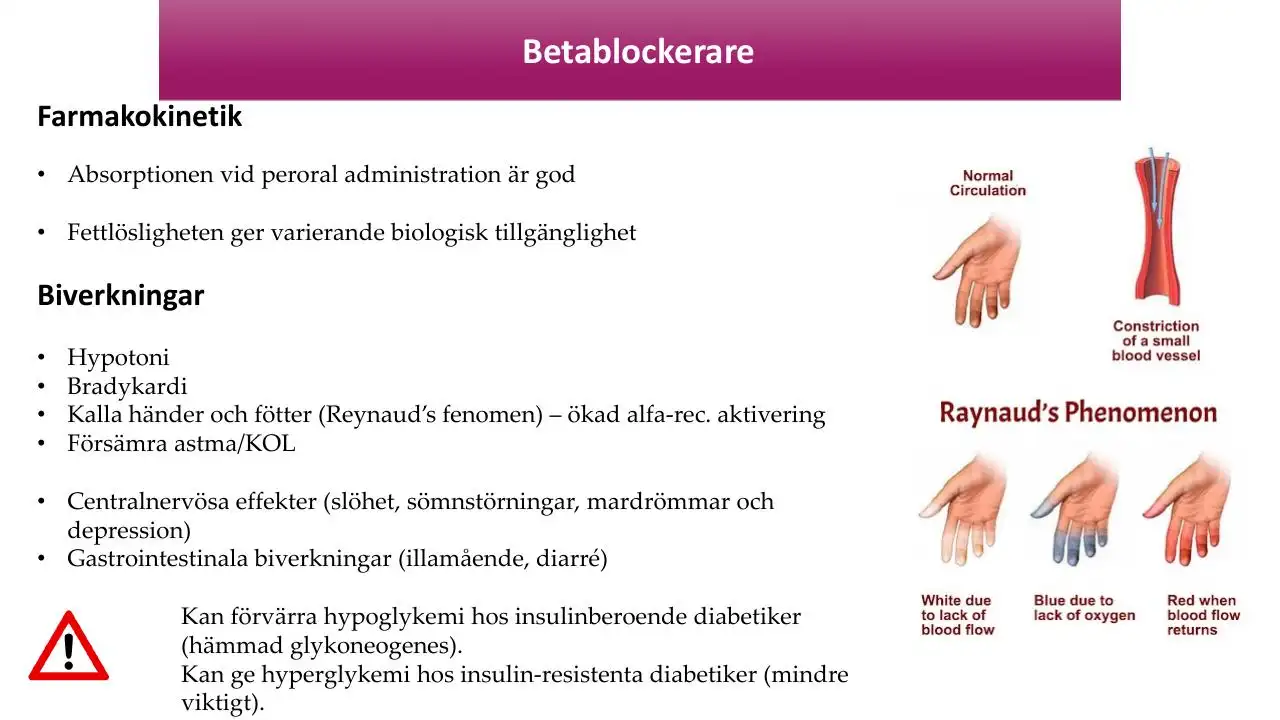 Betablockerare
Farmakokinetik
• Absorptionen vid peroral administration är god
• Fettlösligheten ger varierande biologisk tillgänglighet
Biverkningar
• Hypotoni
• Bradykardi
• Kalla händer och fötter (Reynaud’s fenomen) – ökad alfa-rec. aktivering
• Försämra astma/KOL
• Centralnervösa effekter (slöhet, sömnstörningar, mardrömmar och
depression)
• Gastrointestinala biverkningar (illamående, diarré)
!
Kan förvärra hypoglykemi hos insulinberoende diabetiker
(hämmad glykoneogenes).
Kan ge hyperglykemi hos insulin-resistenta diabetiker (mindre
viktigt).
Normal
Circulation
Constriction
of a small
blood vessel
Raynaud’s Phenomenon
White due
to lack of
blood flow
Blue due to
lack of oxygen
Red when
blood flow
returns